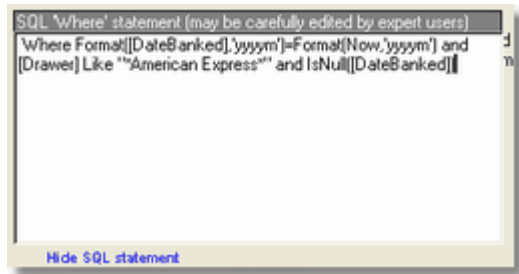 SQL 'Where' statement (may be carefully edited by expert users)
Where Format([DateBanked],'yyyym')=Format(Now,'yyyym') and
[Drawer] Like "*American Express*" and IsNull([DateBanked])
Hide SQL statement